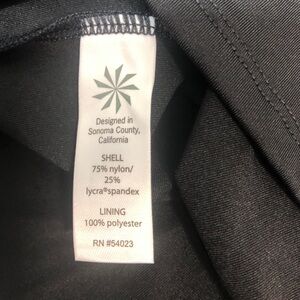 Designed in
Sonoma County,
California
SHELL
75% nylon/
25%
lycra®spandex
LINING
100% polyester
RN #54023